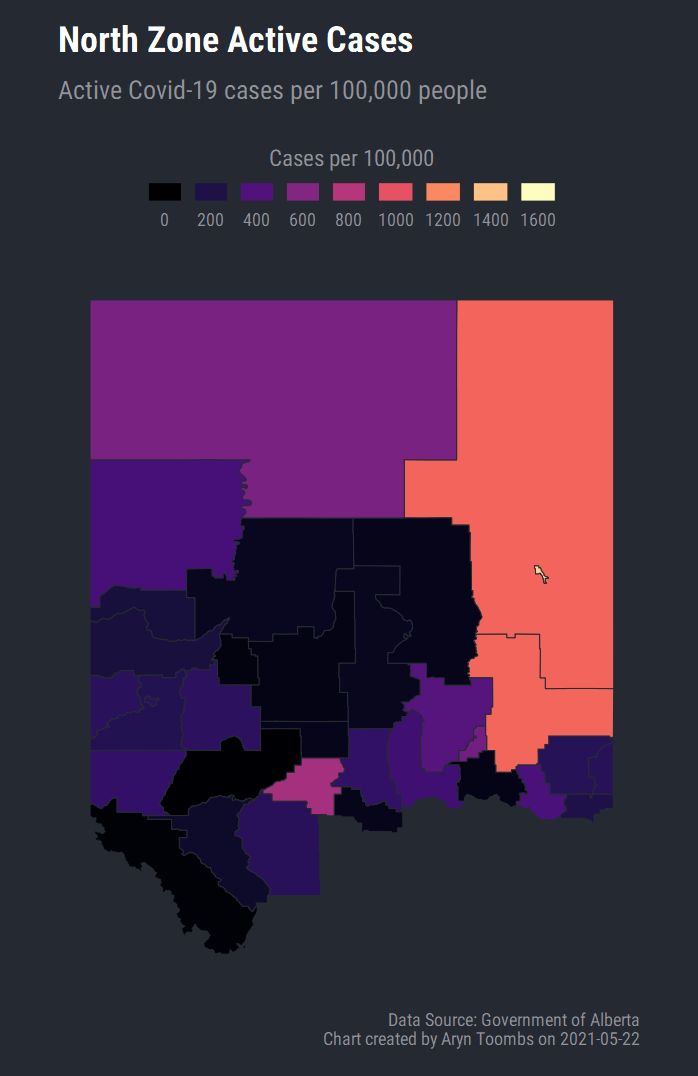 North Zone Active Cases
Active Covid-19 cases per 100,000 people
Cases per 100,000
0 200 400 600 800 1000 1200 1400 1600
Data Source: Government of Alberta
Chart created by Aryn Toombs on 2021-05-22